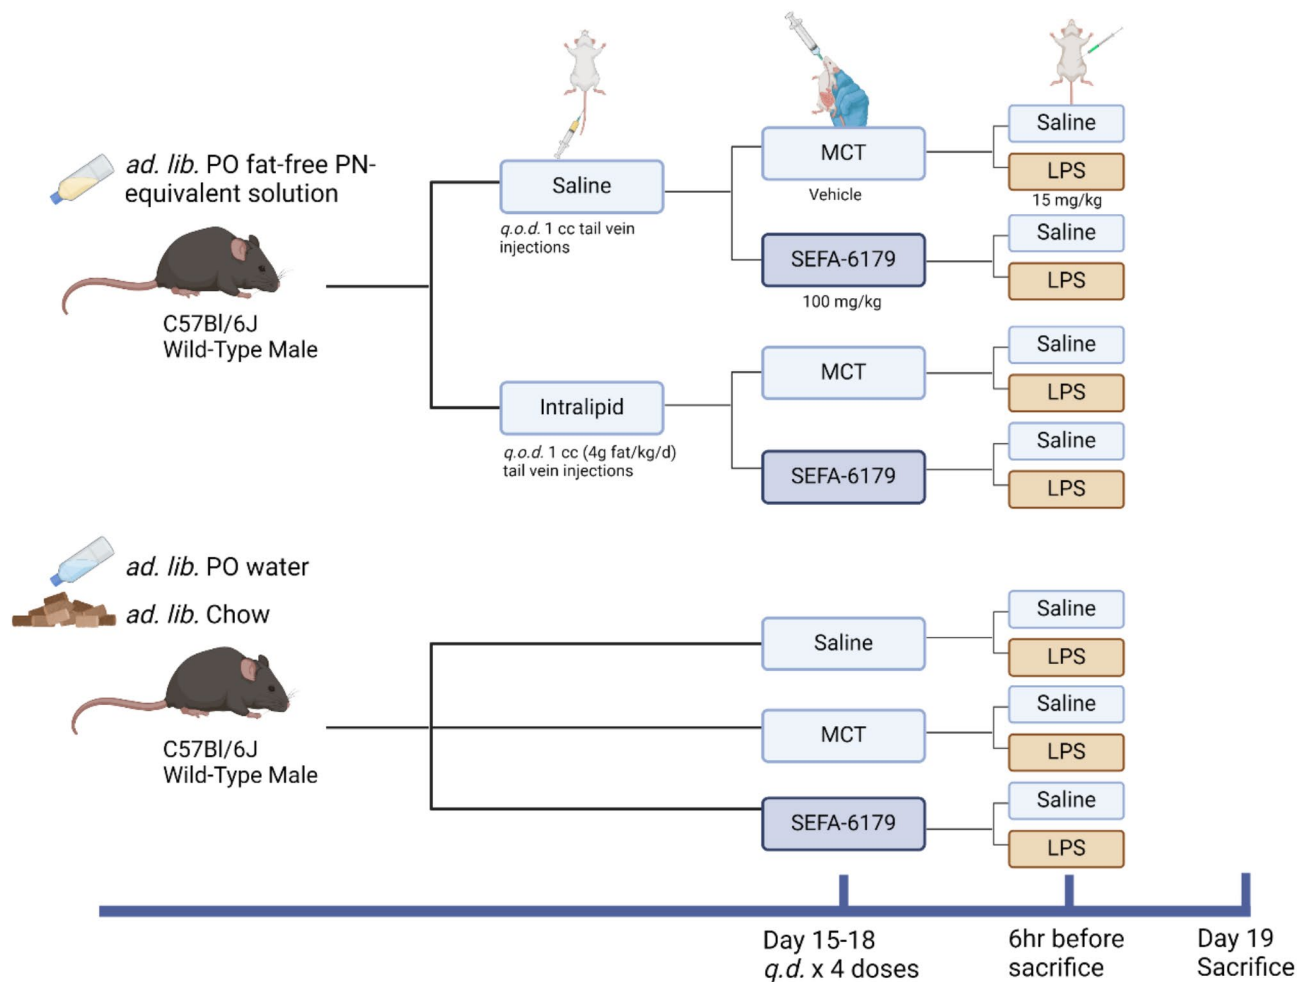 ad. lib. PO fat-free PN-
equivalent solution
C57Bl/6J
Wild-Type Male
Saline
q.o.d. 1 cc tail vein
injections
Intralipid
q.o.d. 1 cc (4g fat/kg/d)
tail vein injections
MCT
Vehicle
SEFA-6179
100 mg/kg
MCT
SEFA-6179
Saline
LPS
15 mg/kg
Saline
LPS
Saline
LPS
Saline
LPS
ad. lib. PO water
ad. lib. Chow
C57Bl/6J
Wild-Type Male
Saline
MCT
SEFA-6179
Saline
LPS
Saline
LPS
Saline
LPS
Day 15-18
q.d. x 4 doses
6hr before
sacrifice
Day 19
Sacrifice